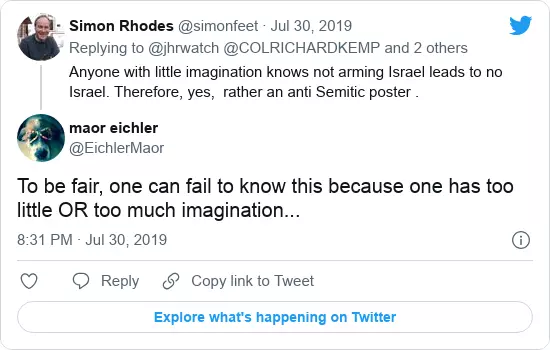 Simon Rhodes @simonfeet · Jul 30, 2019
Replying to @jhrwatch @COLRICHARDKEMP and 2 others
Anyone with little imagination knows not arming Israel leads to no
Israel. Therefore, yes,  rather an anti Semitic poster .
maor eichler
@EichlerMaor
To be fair, one can fail to know this because one has too
little OR too much imagination...
8:31 PM · Jul 30, 2019
Reply
Copy link to Tweet
Explore what's happening on Twitter